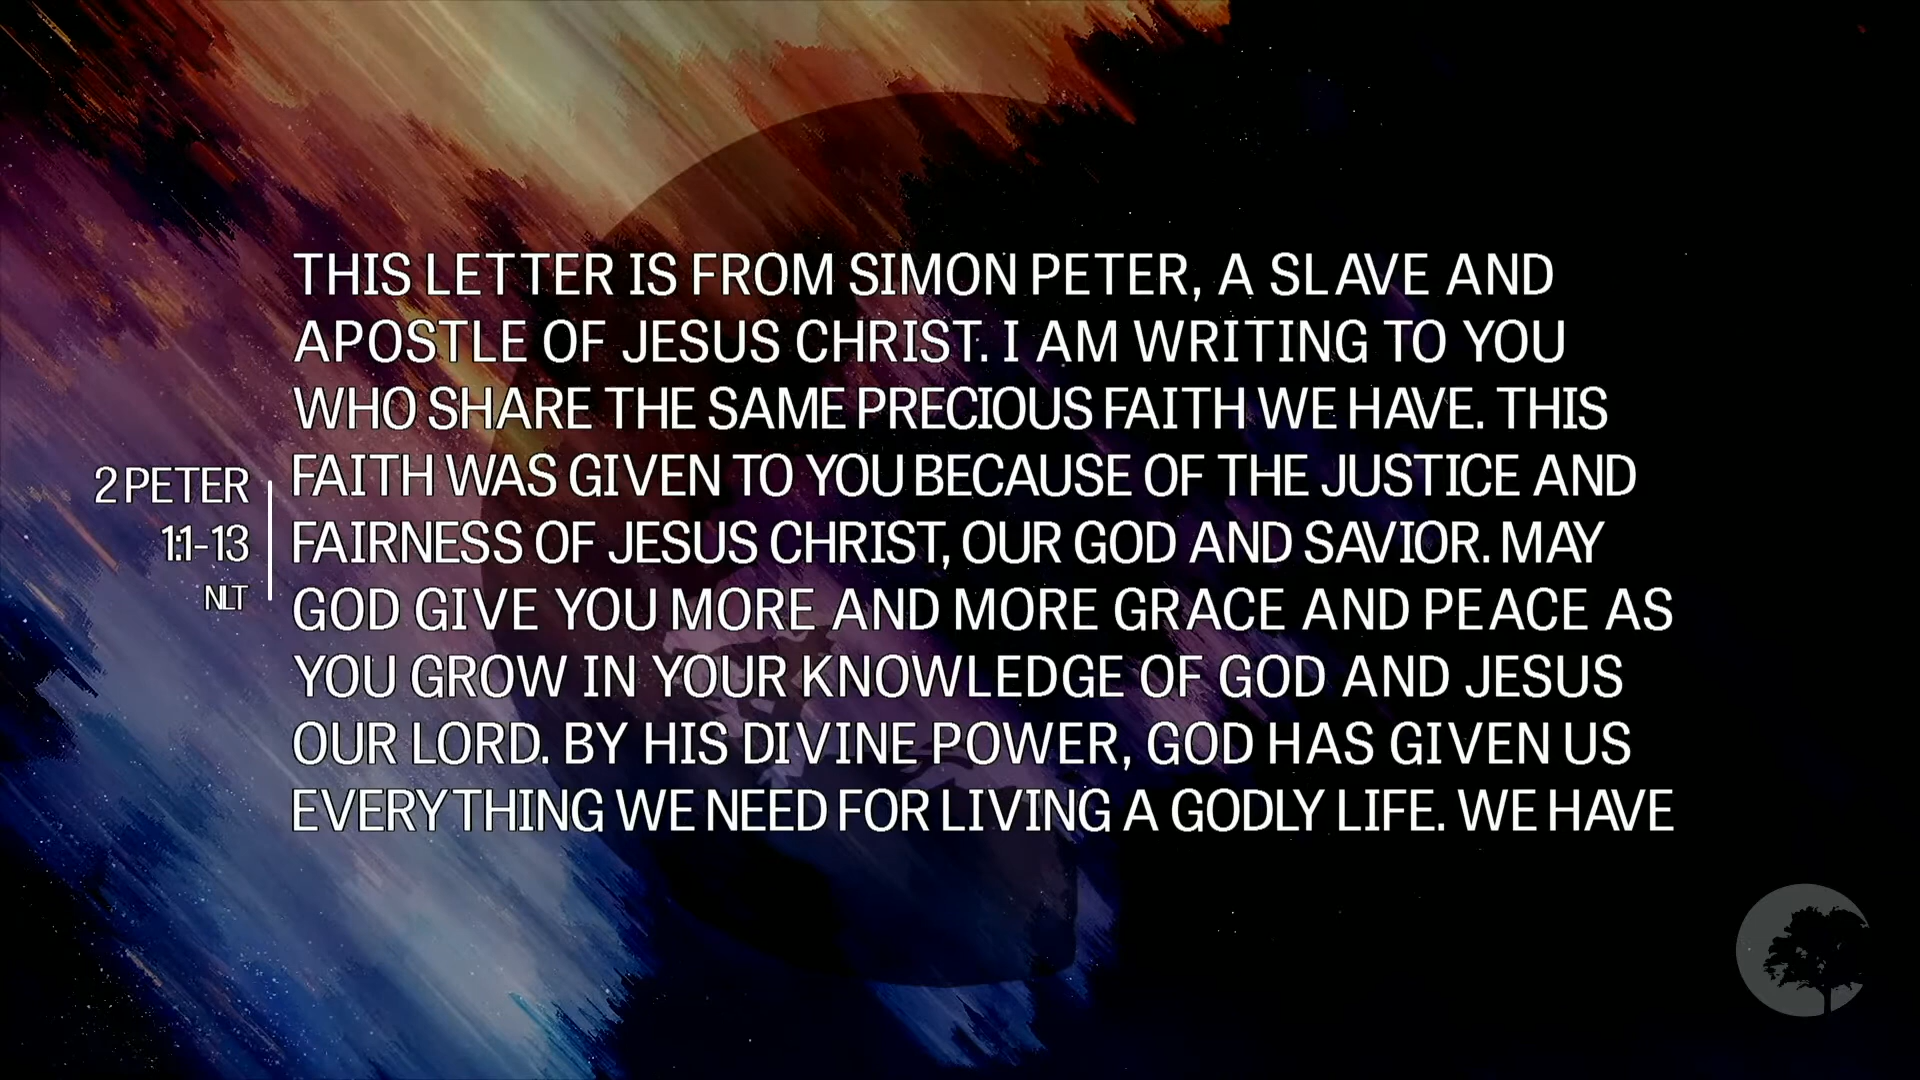 THIS LETTER IS FROM SIMON PETER, A SLAVE AND
APOSTLE OF JESUS CHRIST. I AM WRITING TO YOU
WHO SHARE THE SAME PRECIOUS FAITH WE HAVE. THIS
FAITH WAS GIVEN TO YOU BECAUSE OF THE JUSTICE AND
FAIRNESS OF JESUS CHRIST, OUR GOD AND SAVIOR. MAY
GOD GIVE YOU MORE AND MORE GRACE AND PEACE AS
YOU GROW IN YOUR KNOWLEDGE OF GOD AND JESUS
OUR LORD. BY HIS DIVINE POWER, GOD HAS GIVEN US
EVERYTHING WE NEED FOR LIVING A GODLY LIFE. WE HAVE
2 PETER
1:1-13
NLT